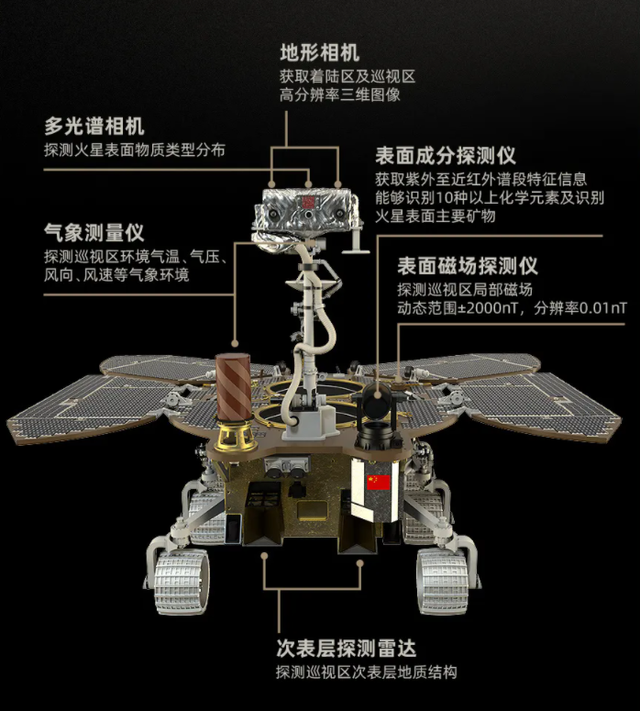 地形相机
获取着陆区及巡视区
高分辨率三维图像
多光谱相机
探测火星表面物质类型分布
表面成分探测仪
获取紫外至近红外谱段特征信息
能够识别10种以上化学元素及识别
火星表面主要矿物
气象测量仪
探测巡视区环境气温、气压、
风向、风速等气象环境
表面磁场探测仪
探测巡视区局部磁场
动态范围±2000nT，分辨率0.01nT
次表层探测雷达
探测巡视区次表层地质结构